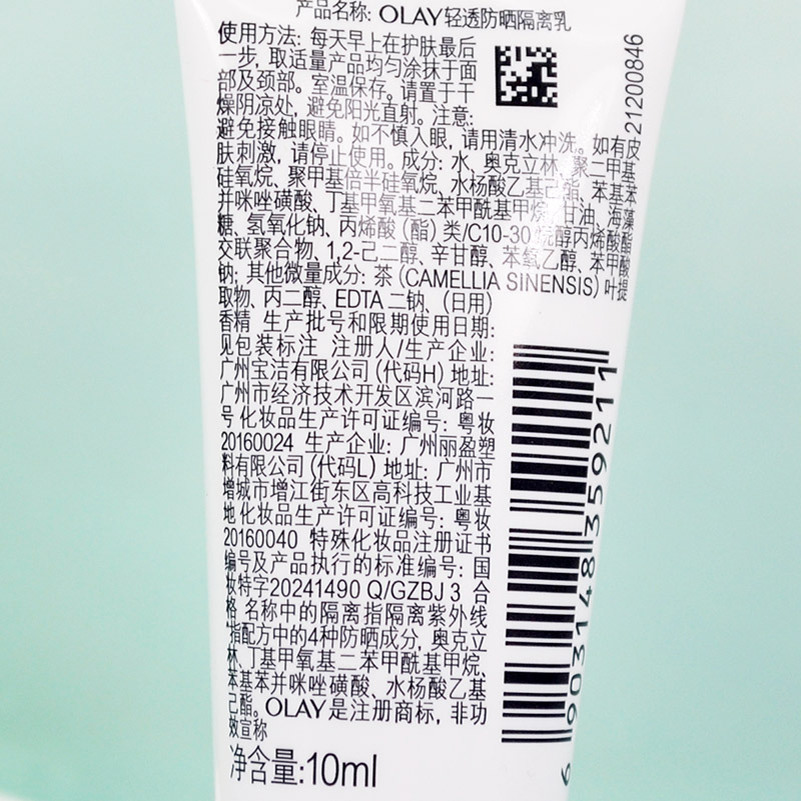 产品名称: OLAY轻透防晒隔离乳
使用方法: 每天早上在护肤最后
一步, 取适量产品均匀涂抹于面
部及颈部。室温保存。请置于干
燥阴凉处, 避免阳光直射。注意:
避免接触眼睛。如不慎入眼, 请用清水冲洗。如有皮
肤刺激, 请停止使用。成分: 水、奥克立林、聚二甲基
硅氧烷、聚甲基倍半硅氧烷、水杨酸乙基己酯、苯基苯
并咪唑磺酸、丁基甲氧基二苯甲酰基甲烷、甘油、海藻
糖、氢氧化钠、丙烯酸 (酯) 类/C10-30 烷醇丙烯酸酯
交联聚合物、1,2-己二醇、辛甘醇、苯氧乙醇、苯甲酸
钠; 其他微量成分: 茶 (CAMELLIA SINENSIS) 叶提
取物、丙二醇、EDTA 二钠、(日用)
香精 生产批号和限期使用日期:
见包装标注 注册人/生产企业:
广州宝洁有限公司 (代码H) 地址:
广州市经济技术开发区滨河路一
号 化妆品生产许可证编号: 粤妆
20160024 生产企业: 广州丽盈塑
料有限公司 (代码L) 地址: 广州市
增城市增江街东区高科技工业基
地 化妆品生产许可证编号: 粤妆
20160040 特殊化妆品注册证书
编号及产品执行的标准编号: 国
妆特字20241490 Q/GZBJ 3 合
格 名称中的隔离指隔离紫外线
指配方中的4种防晒成分, 奥克立
林、丁基甲氧基二苯甲酰基甲烷、
苯基苯并咪唑磺酸、水杨酸乙基
己酯。OLAY是注册商标, 非功
效宣称
净含量:10ml
21200846
6 903148 359211